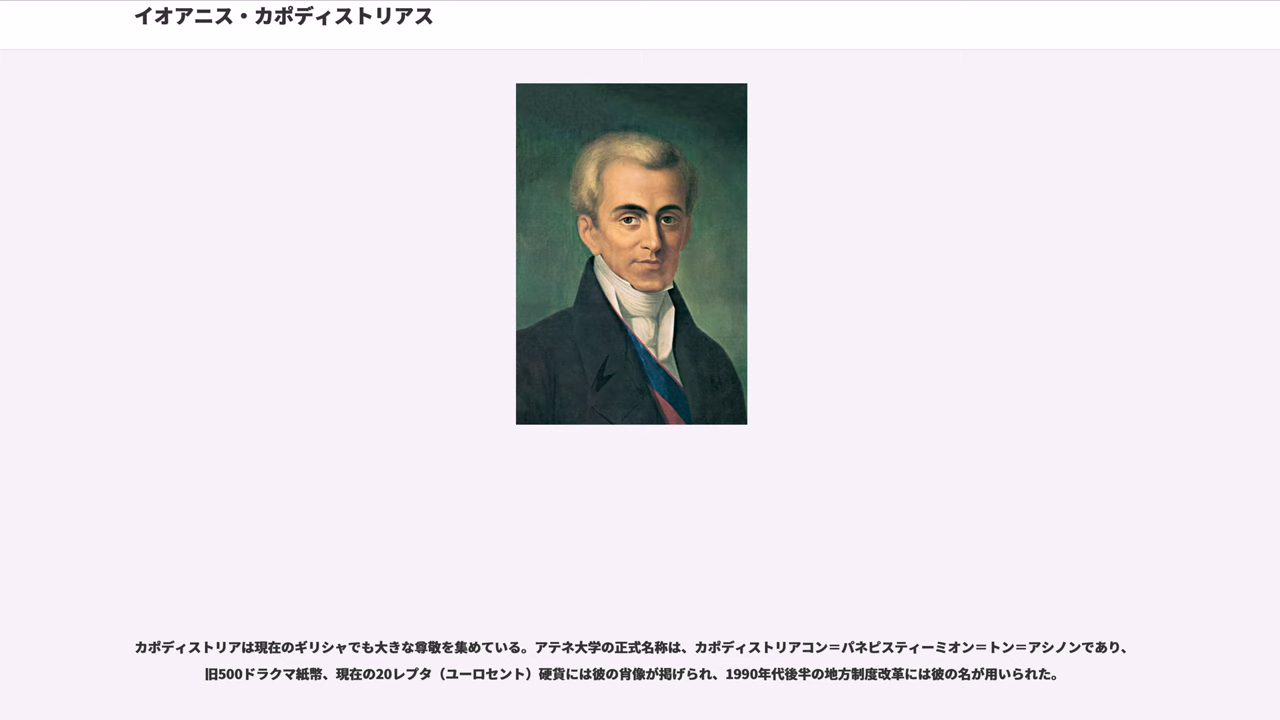 イオアニス・カポディストリアス
カポディストリアは現在のギリシャでも大きな尊敬を集めている。アテネ大学の正式名称は、カポディストリアコン＝パネピスティーミオン＝トン＝アシノンであり、
旧500ドラクマ紙幣、現在の20レプタ（ユーロセント）硬貨には彼の肖像が掲げられ、1990年代後半の地方制度改革には彼の名が用いられた。